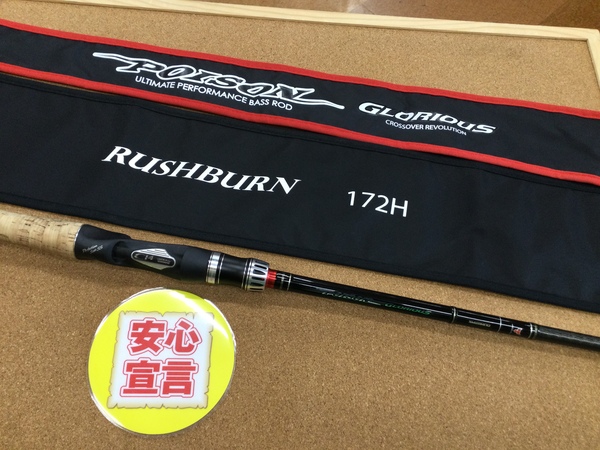 POISON
ULTIMATE PERFORMANCE BASS ROD
GLORIOUS
CROSSOVER REVOLUTION
RUSHBURN 172H
安心
宣言